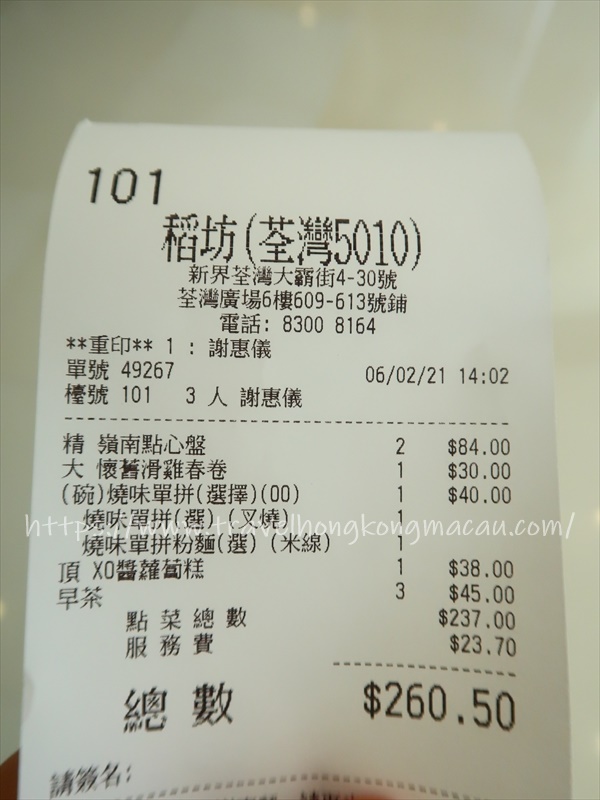 101
稻坊(荃灣5010)
新界荃灣大霸街4-30號
荃灣廣場6樓609-613號鋪
電話: 8300 8164
**重印** 1 : 謝惠儀
單號 49267 06/02/21 14:02
檯號 101 3 人 謝惠儀
精 嶺南點心盤 2 $84.00
大 懷舊滑雞春卷 1 $30.00
(碗)燒味單拼(選擇)(00) 1 $40.00
燒味單拼(選) (叉燒) 1
https://www.travelhongkongmacau.com/
燒味單拼粉麵(選) (米線) 1
頂 XO醬蘿蔔糕 1 $38.00
早茶 3 $45.00
點菜總數 $237.00
服務費 $23.70
總數 $260.50
請簽名: